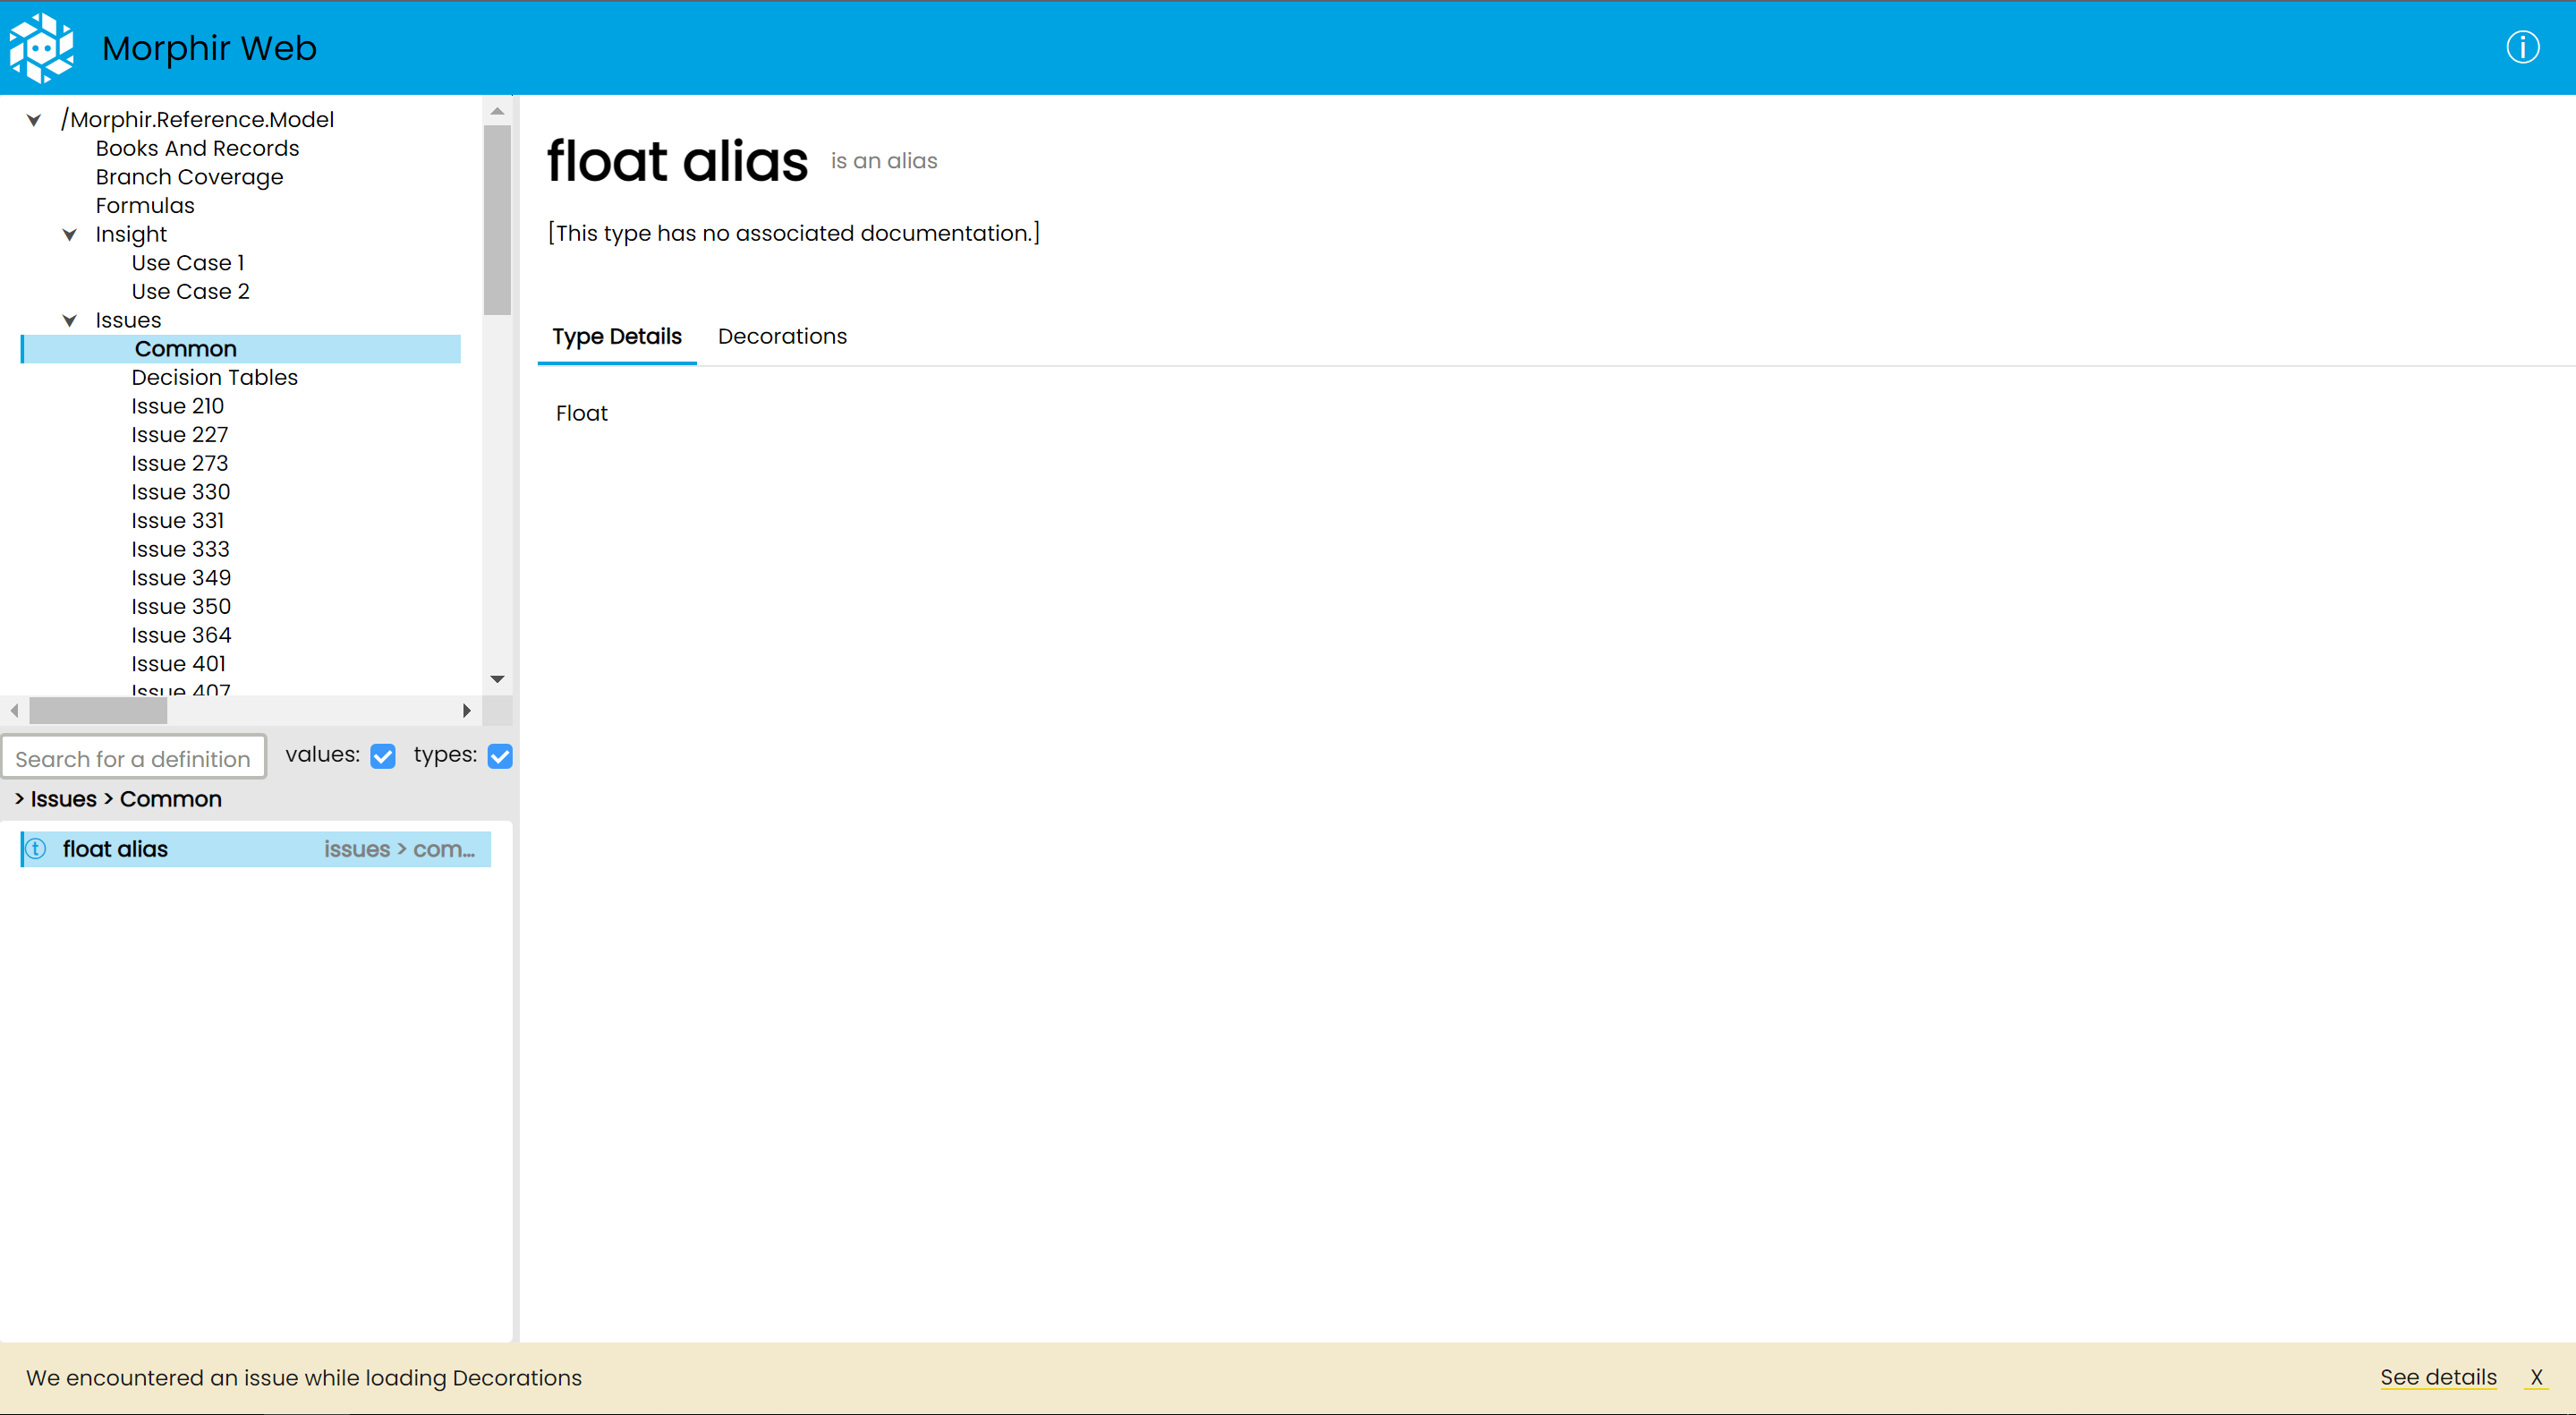 Morphir Web
/Morphir.Reference.Model
Books And Records
Branch Coverage
Formulas
Insight
Use Case 1
Use Case 2
Issues
Common
Decision Tables
Issue 210
Issue 227
Issue 273
Issue 330
Issue 331
Issue 333
Issue 349
Issue 350
Issue 364
Issue 401
Issue 407
Search for a definition values: types:
> Issues > Common
t float alias issues > com...
float alias is an alias
[This type has no associated documentation.]
Type Details Decorations
Float
We encountered an issue while loading Decorations See details X